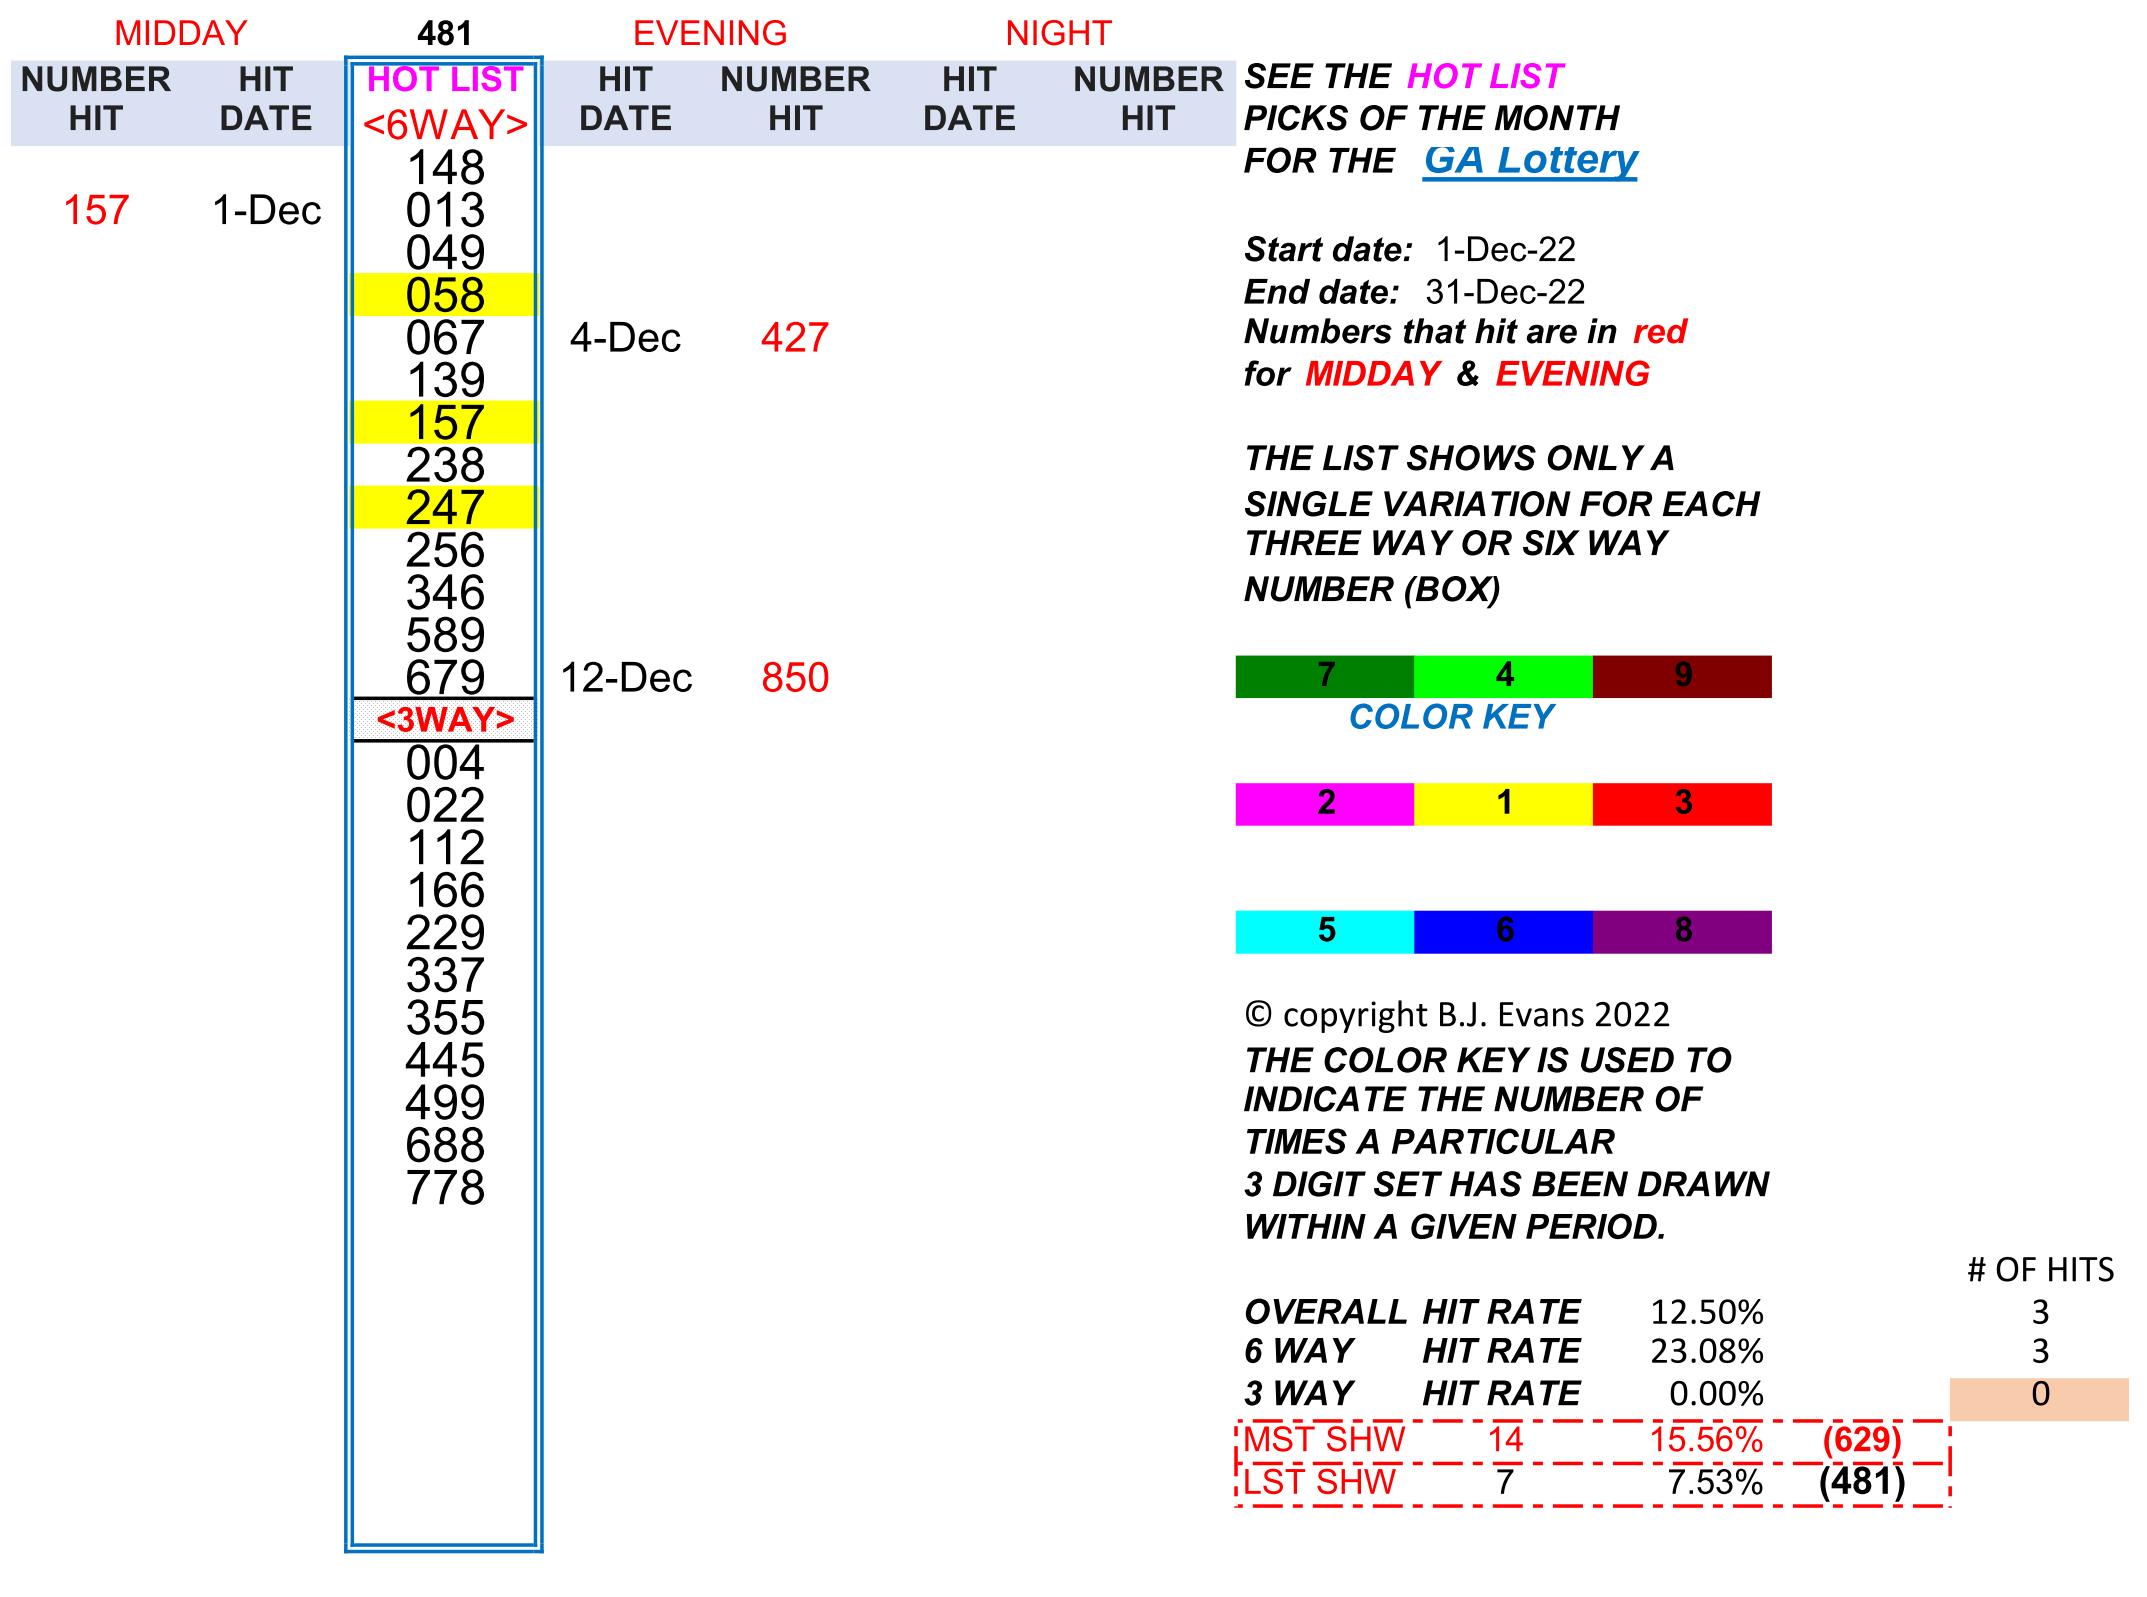 MIDDAY 481 EVENING NIGHT
NUMBER HIT HOT LIST HIT NUMBER HIT NUMBER
HIT DATE <6WAY> DATE HIT DATE HIT
148
157 1-Dec 013
049
058
067 4-Dec 427
139
157
238
247
256
346
589
679 12-Dec 850
<3WAY>
004
022
112
166
229
337
355
445
499
688
778
SEE THE HOT LIST
PICKS OF THE MONTH
FOR THE GA Lottery
Start date: 1-Dec-22
End date: 31-Dec-22
Numbers that hit are in red
for MIDDAY & EVENING
THE LIST SHOWS ONLY A
SINGLE VARIATION FOR EACH
THREE WAY OR SIX WAY
NUMBER (BOX)
7 4 9
COLOR KEY
2 1 3
5 6 8
© copyright B.J. Evans 2022
THE COLOR KEY IS USED TO
INDICATE THE NUMBER OF
TIMES A PARTICULAR
3 DIGIT SET HAS BEEN DRAWN
WITHIN A GIVEN PERIOD.
# OF HITS
OVERALL HIT RATE 12.50% 3
6 WAY HIT RATE 23.08% 3
3 WAY HIT RATE 0.00% 0
MST SHW 14 15.56% (629)
LST SHW 7 7.53% (481)